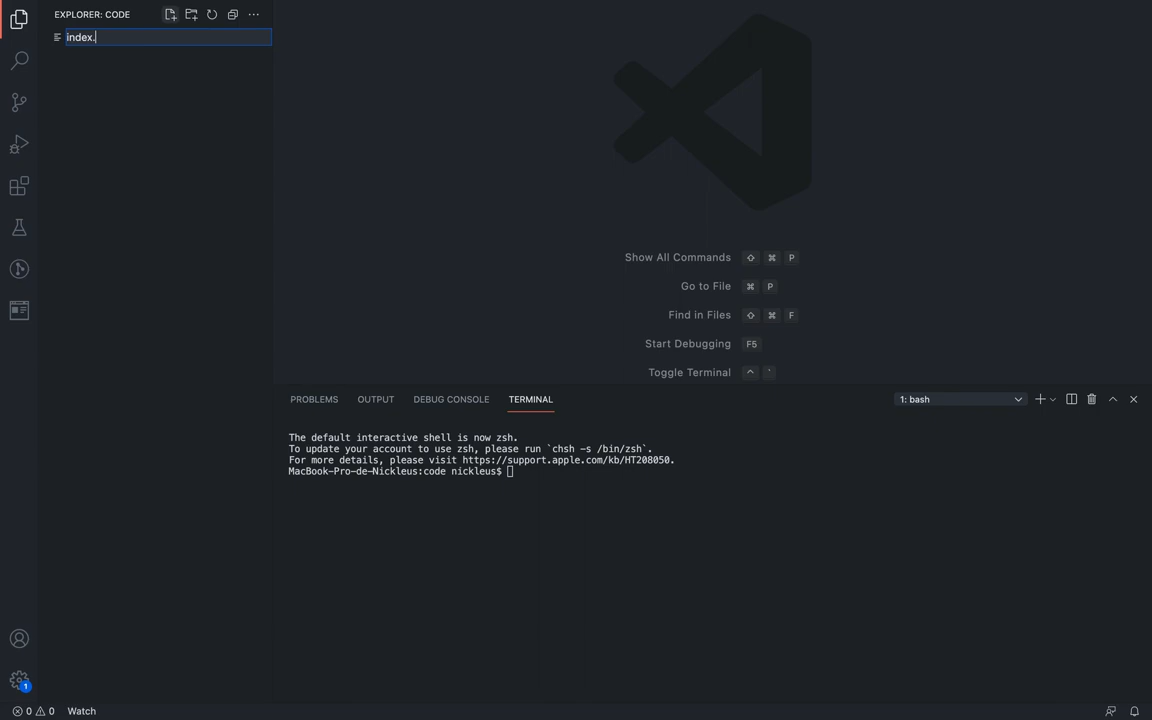 EXPLORER: CODE
index.
Show All Commands ⇧ ⌘ P
Go to File ⌘ P
Find in Files ⇧ ⌘ F
Start Debugging F5
Toggle Terminal ^ `
PROBLEMS OUTPUT DEBUG CONSOLE TERMINAL 1: bash
The default interactive shell is now zsh.
To update your account to use zsh, please run `chsh -s /bin/zsh`.
For more details, please visit https://support.apple.com/kb/HT208050.
MacBook-Pro-de-Nickleus:code nickleus$
1
0 0 Watch